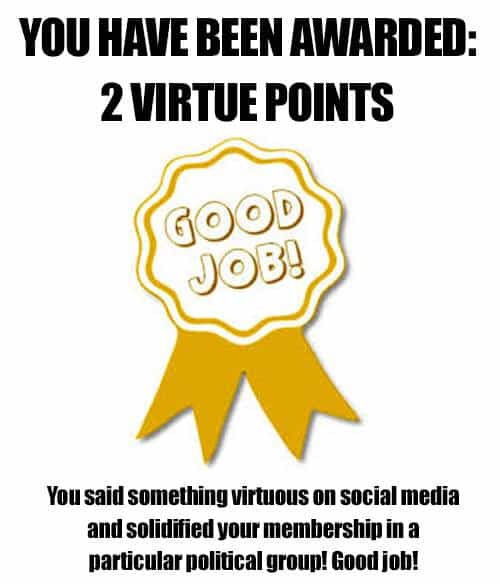 YOU HAVE BEEN AWARDED:
2 VIRTUE POINTS
GOOD
JOB!
You said something virtuous on social media
and solidified your membership in a
particular political group! Good job!